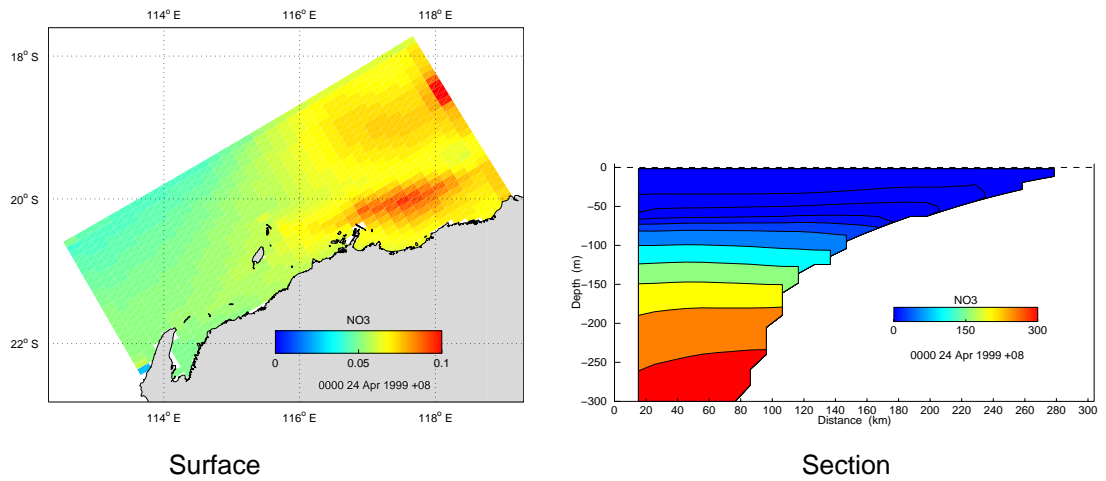 114° E 116° E 118° E
18° S
20° S
22° S
NO3
0 0.05 0.1
0000 24 Apr 1999 +08
114° E 116° E 118° E
Surface
0
−50
−100
−150
−200
−250
−300
Depth (m)
NO3
0 150 300
0000 24 Apr 1999 +08
0 20 40 60 80 100 120 140 160 180 200 220 240 260 280 300
Distance (km)
Section